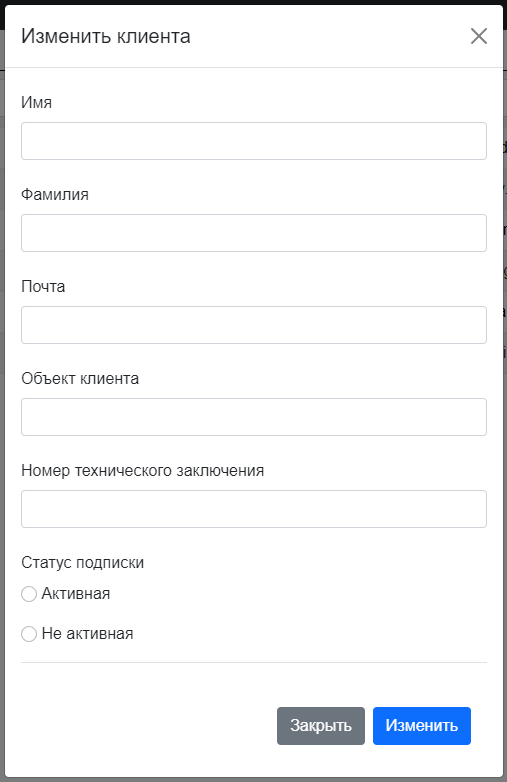 Изменить клиента
Имя
Фамилия
Почта
Объект клиента
Номер технического заключения
Статус подписки
Активная
Не активная
Закрыть Изменить